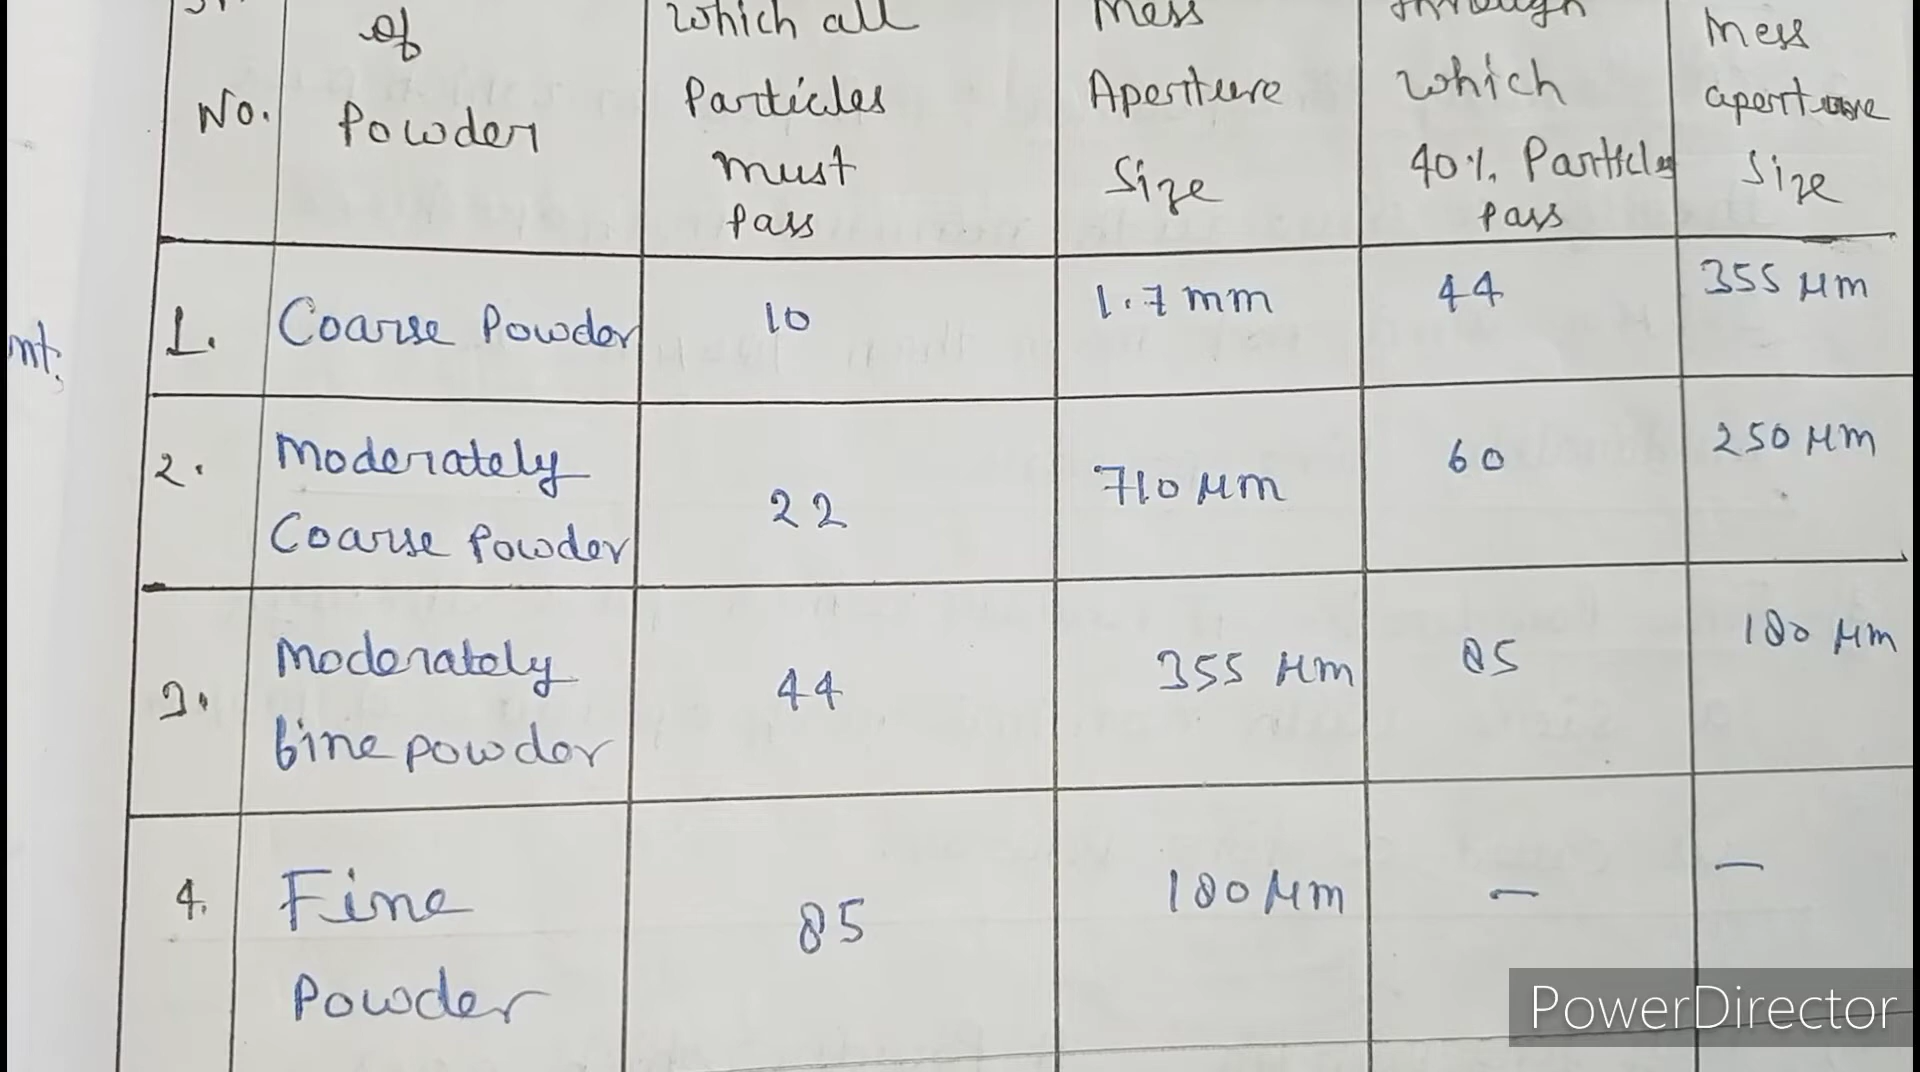 of
Powder
No.
which all
Particles
must
Pass
Mess
Aperture
Size
through
which
40% Particles
Pass
Mess
aperture
Size
1.
Coarse Powder
10
1.7 mm
44
355 μm
2.
Moderately
Coarse Powder
22
710 μm
60
250 μm
3.
Moderately
fine powder
44
355 μm
85
180 μm
4.
Fine
Powder
85
180 μm
–
–
PowerDirector